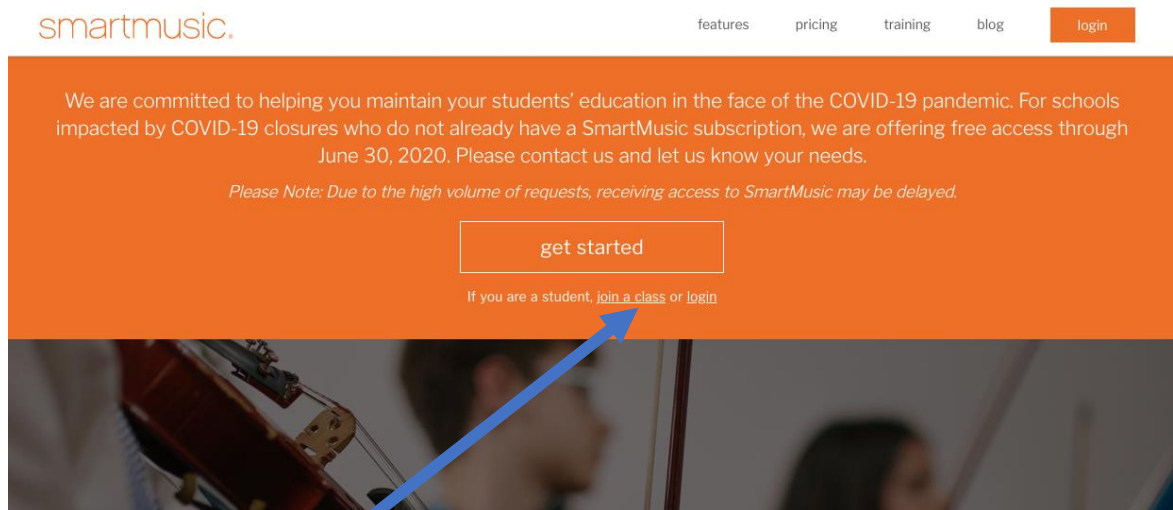 smartmusic.
features pricing training blog login
We are committed to helping you maintain your students' education in the face of the COVID-19 pandemic. For schools
impacted by COVID-19 closures who do not already have a SmartMusic subscription, we are offering free access through
June 30, 2020. Please contact us and let us know your needs.
Please Note: Due to the high volume of requests, receiving access to SmartMusic may be delayed.
get started
If you are a student, join a class or login